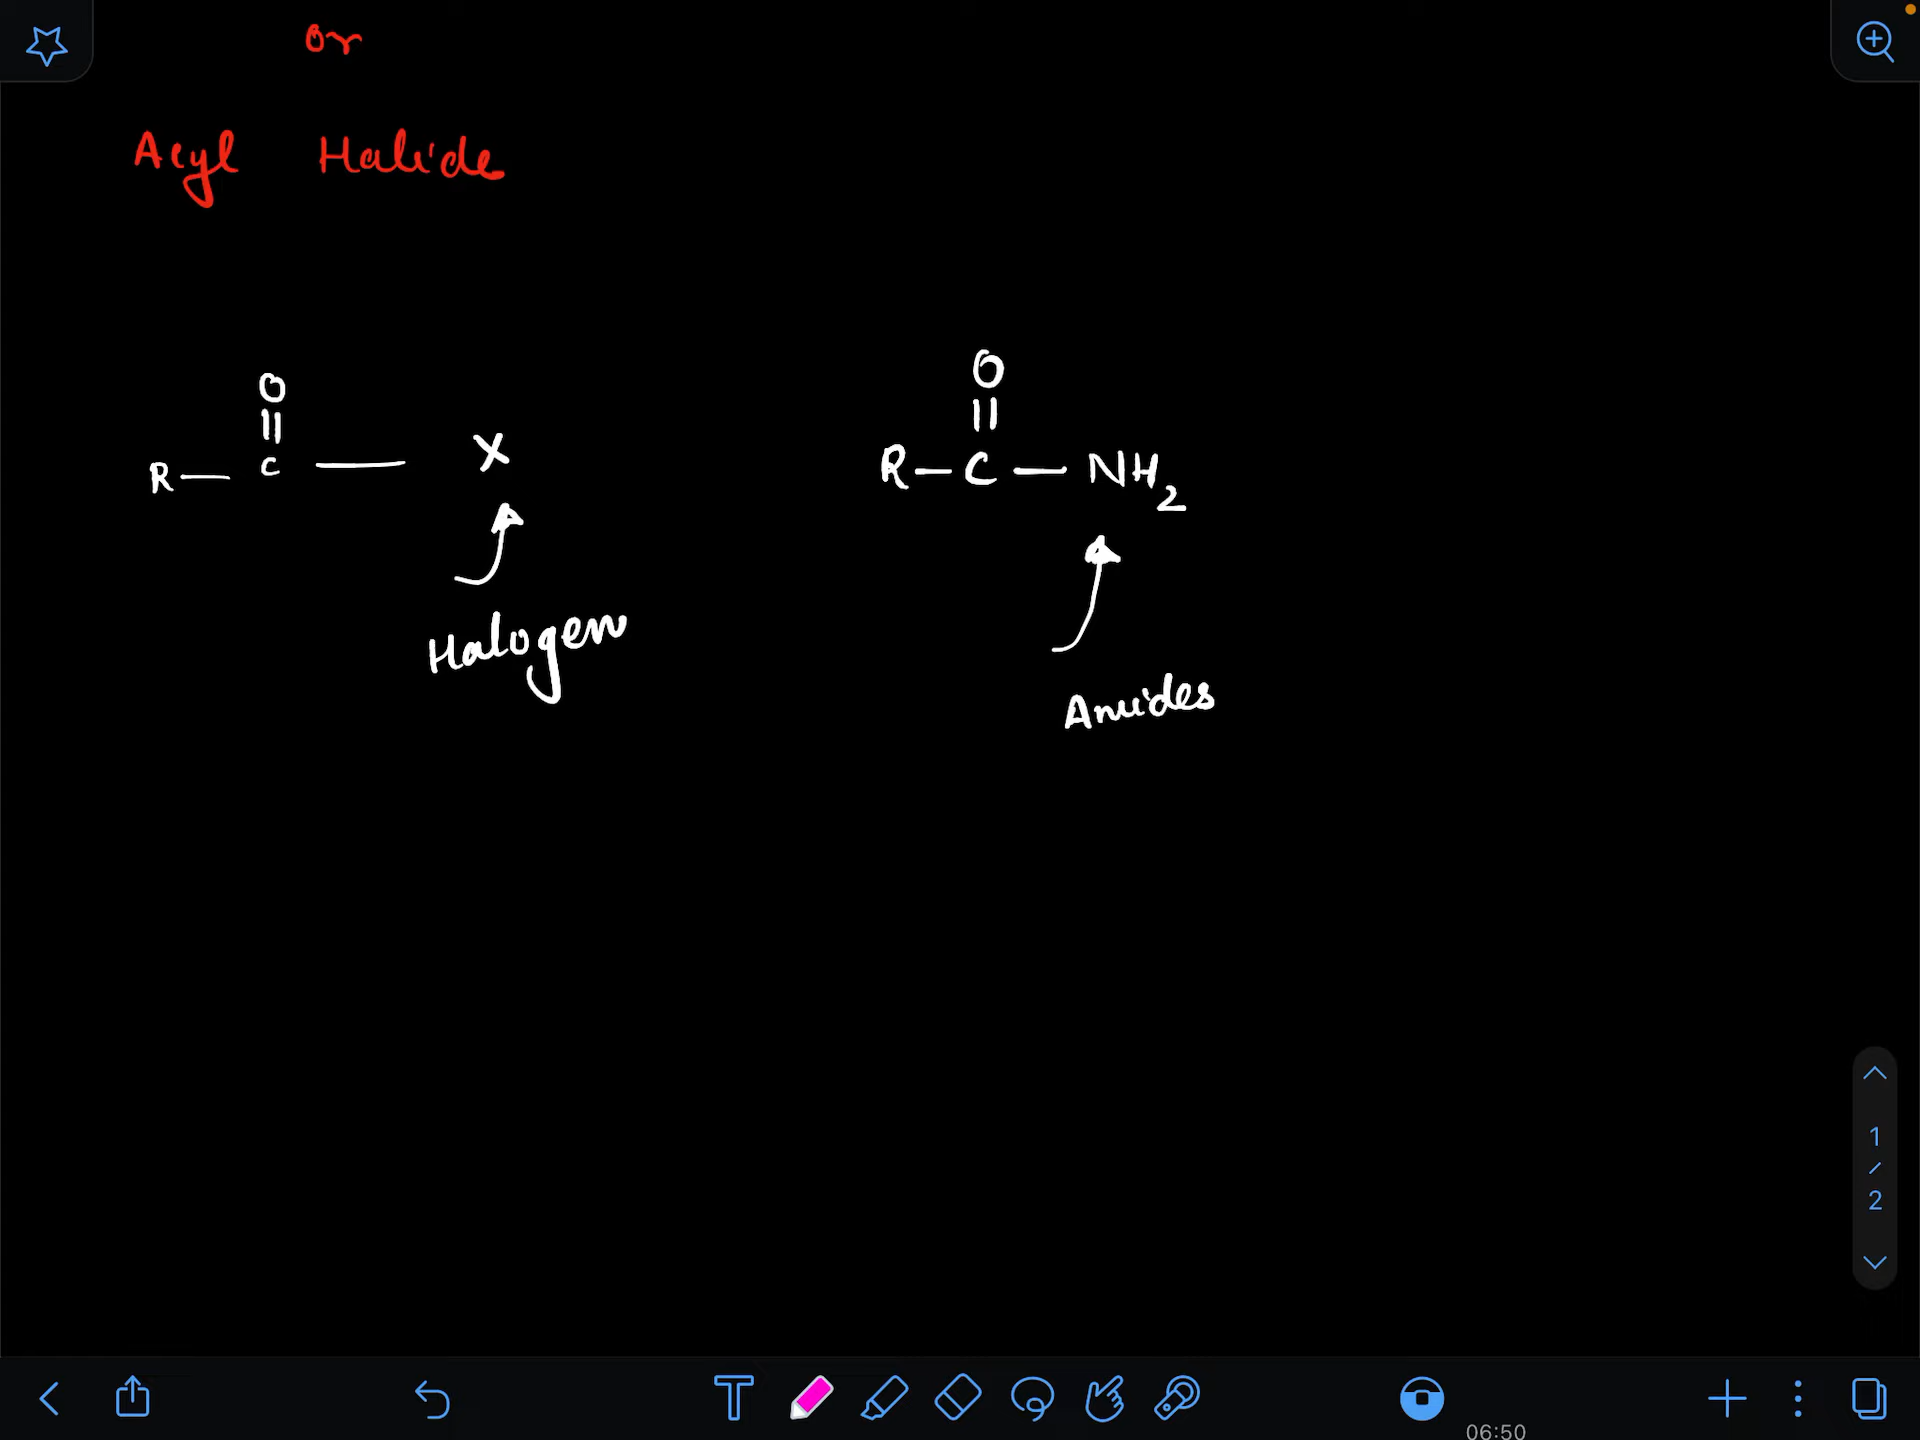 or
Acyl Halide
O
||
R — C — X
Halogen
O
||
R — C — NH2
Amides
1
/
2
T
06:50